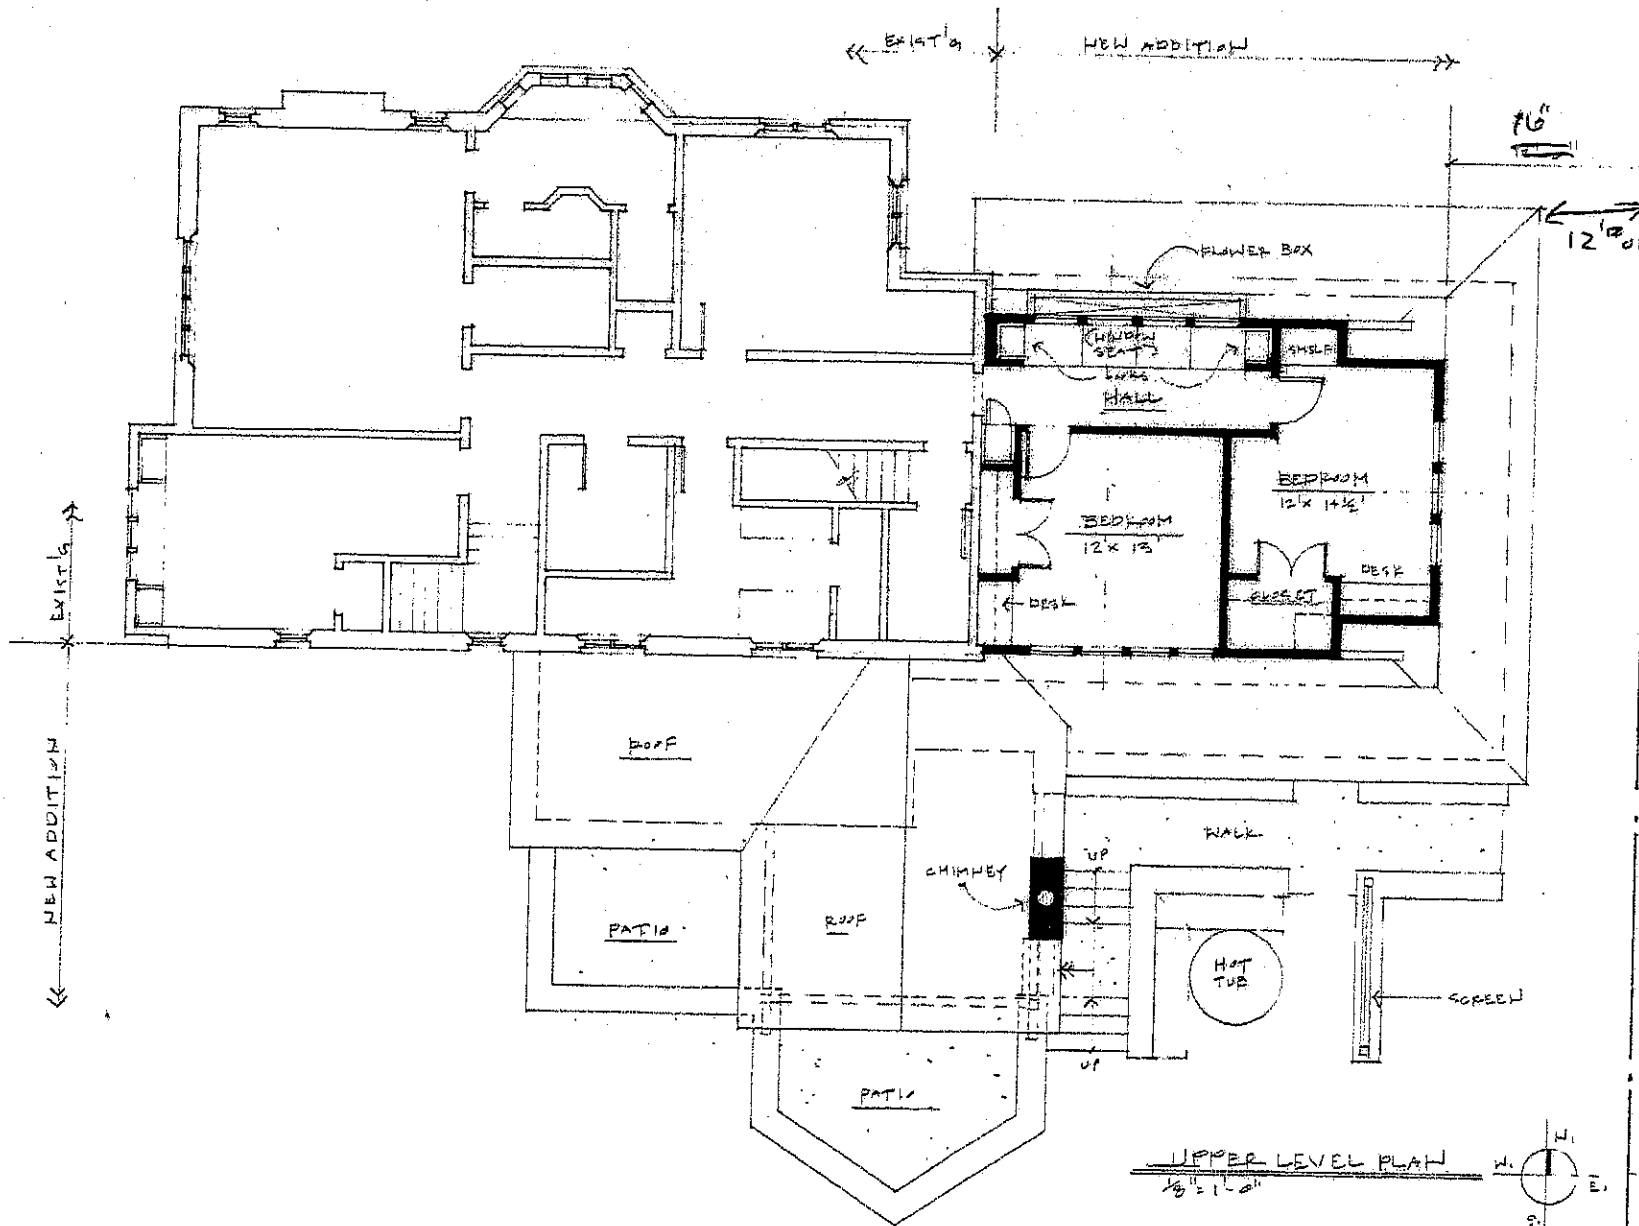 EXIST'G
NEW ADDITION
16"
12'
FLOWER BOX
WINDOW
SEAT
SHELF
HALL
BEDROOM
12' x 14½'
BEDROOM
12' x 13'
DESK
DESK
CLOSET
EXIST'G
NEW ADDITION
ROOF
WALK
UP
CHIMNEY
PATIO
ROOF
HOT
TUB
SCREEN
UP
PATIO
UPPER LEVEL PLAN
1/8" = 1'-0"
N.
W.
E.
S.